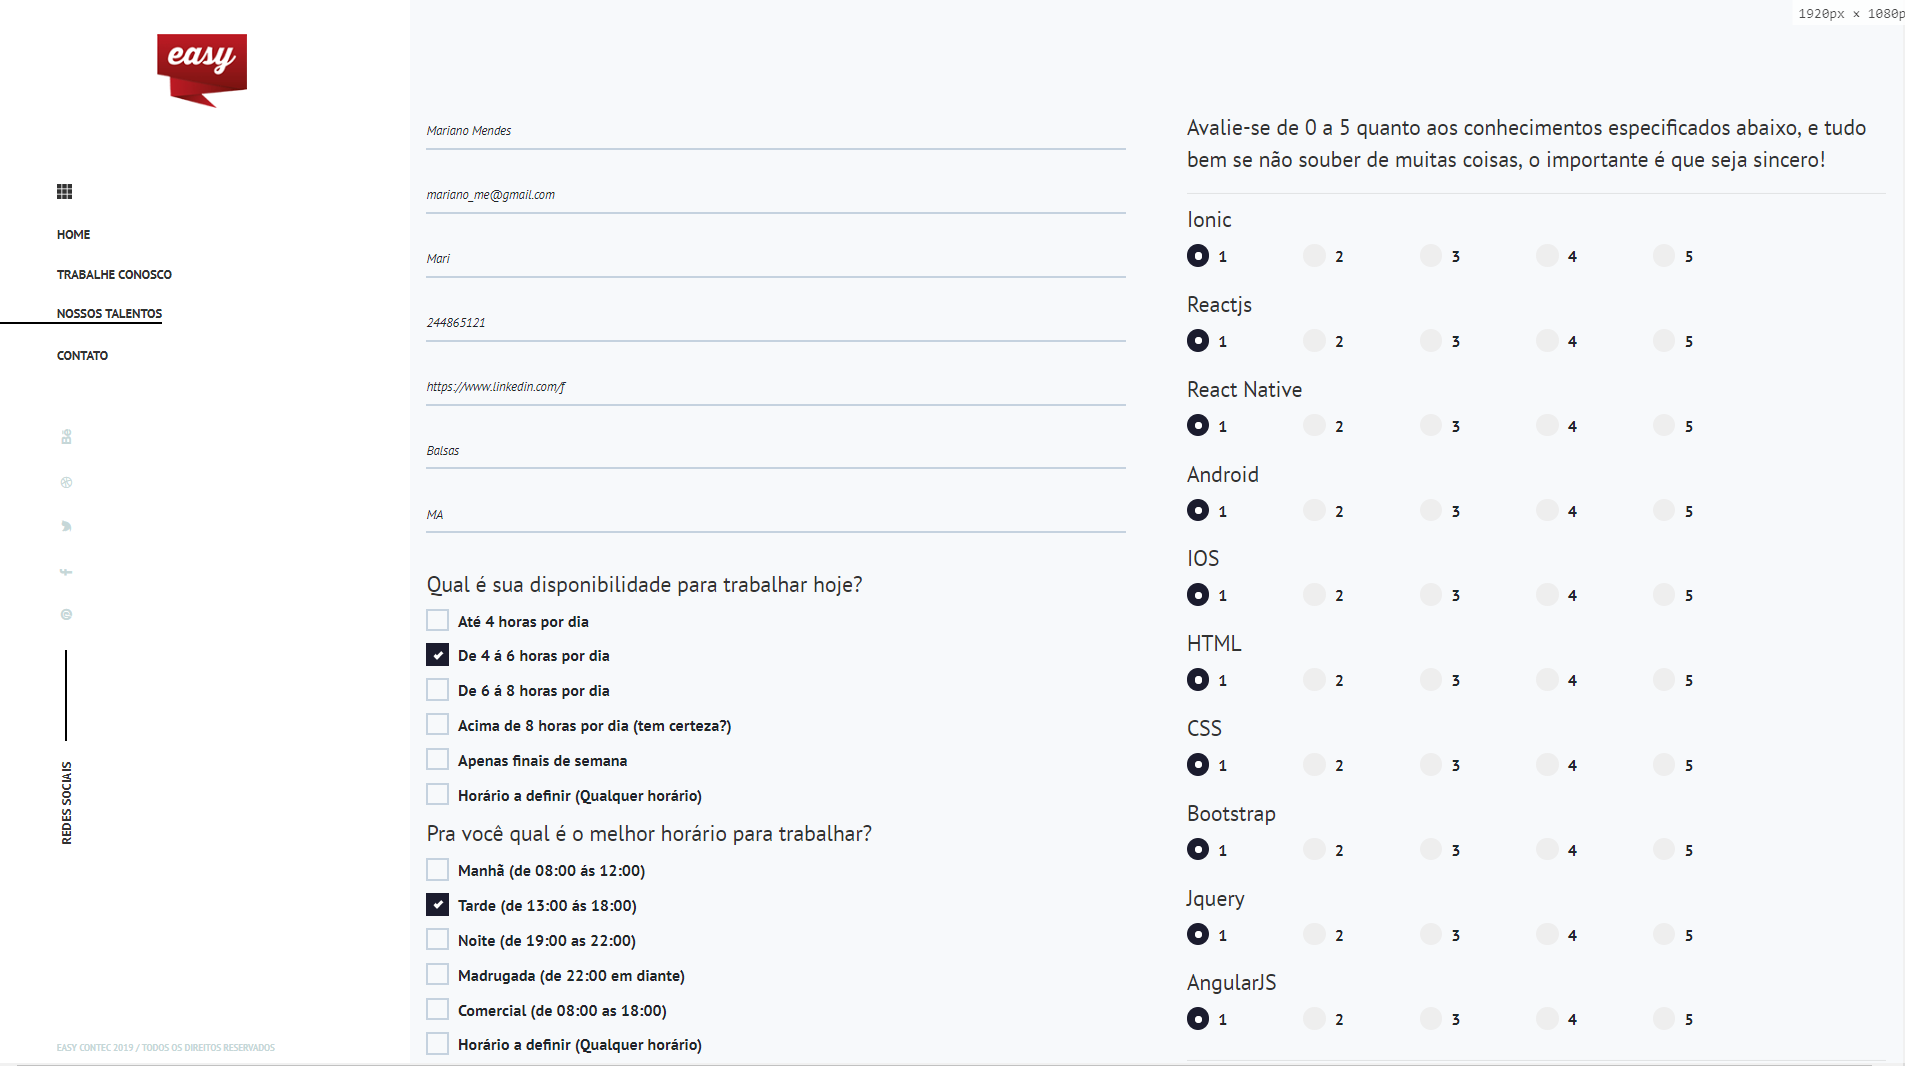 1920px × 1080p
easy
HOME
TRABALHE CONOSCO
NOSSOS TALENTOS
CONTATO
Bē
REDES SOCIAIS
EASY CONTEC 2019 / TODOS OS DIREITOS RESERVADOS
Mariano Mendes
mariano_me@gmail.com
Mari
244865121
https://www.linkedin.com/f
Balsas
MA
Qual é sua disponibilidade para trabalhar hoje?
Até 4 horas por dia
De 4 á 6 horas por dia
De 6 á 8 horas por dia
Acima de 8 horas por dia (tem certeza?)
Apenas finais de semana
Horário a definir (Qualquer horário)
Pra você qual é o melhor horário para trabalhar?
Manhã (de 08:00 ás 12:00)
Tarde (de 13:00 ás 18:00)
Noite (de 19:00 as 22:00)
Madrugada (de 22:00 em diante)
Comercial (de 08:00 as 18:00)
Horário a definir (Qualquer horário)
Avalie-se de 0 a 5 quanto aos conhecimentos especificados abaixo, e tudo
bem se não souber de muitas coisas, o importante é que seja sincero!
Ionic
1 2 3 4 5
Reactjs
1 2 3 4 5
React Native
1 2 3 4 5
Android
1 2 3 4 5
IOS
1 2 3 4 5
HTML
1 2 3 4 5
CSS
1 2 3 4 5
Bootstrap
1 2 3 4 5
Jquery
1 2 3 4 5
AngularJS
1 2 3 4 5